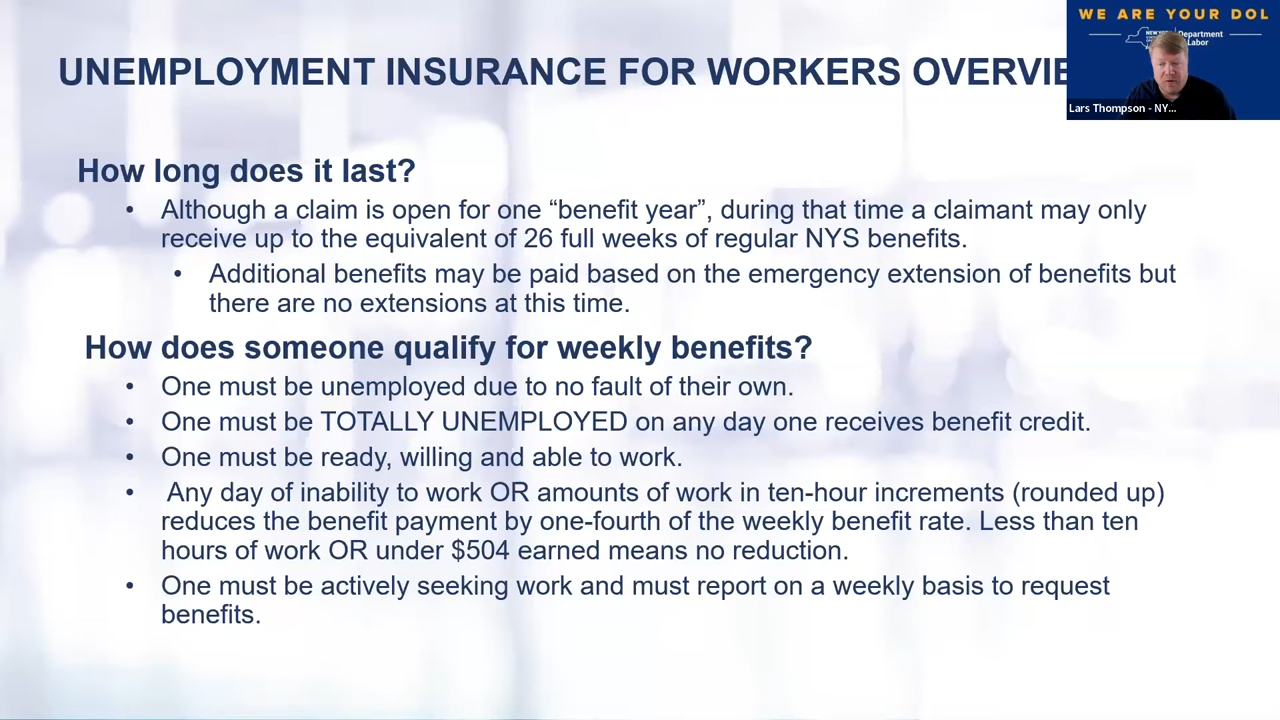 WE ARE YOUR DOL
Department
Labor
Lars Thompson - NY...
UNEMPLOYMENT INSURANCE FOR WORKERS OVERVIE
How long does it last?
• Although a claim is open for one “benefit year”, during that time a claimant may only
receive up to the equivalent of 26 full weeks of regular NYS benefits.
• Additional benefits may be paid based on the emergency extension of benefits but
there are no extensions at this time.
How does someone qualify for weekly benefits?
• One must be unemployed due to no fault of their own.
• One must be TOTALLY UNEMPLOYED on any day one receives benefit credit.
• One must be ready, willing and able to work.
• Any day of inability to work OR amounts of work in ten-hour increments (rounded up)
reduces the benefit payment by one-fourth of the weekly benefit rate. Less than ten
hours of work OR under $504 earned means no reduction.
• One must be actively seeking work and must report on a weekly basis to request
benefits.